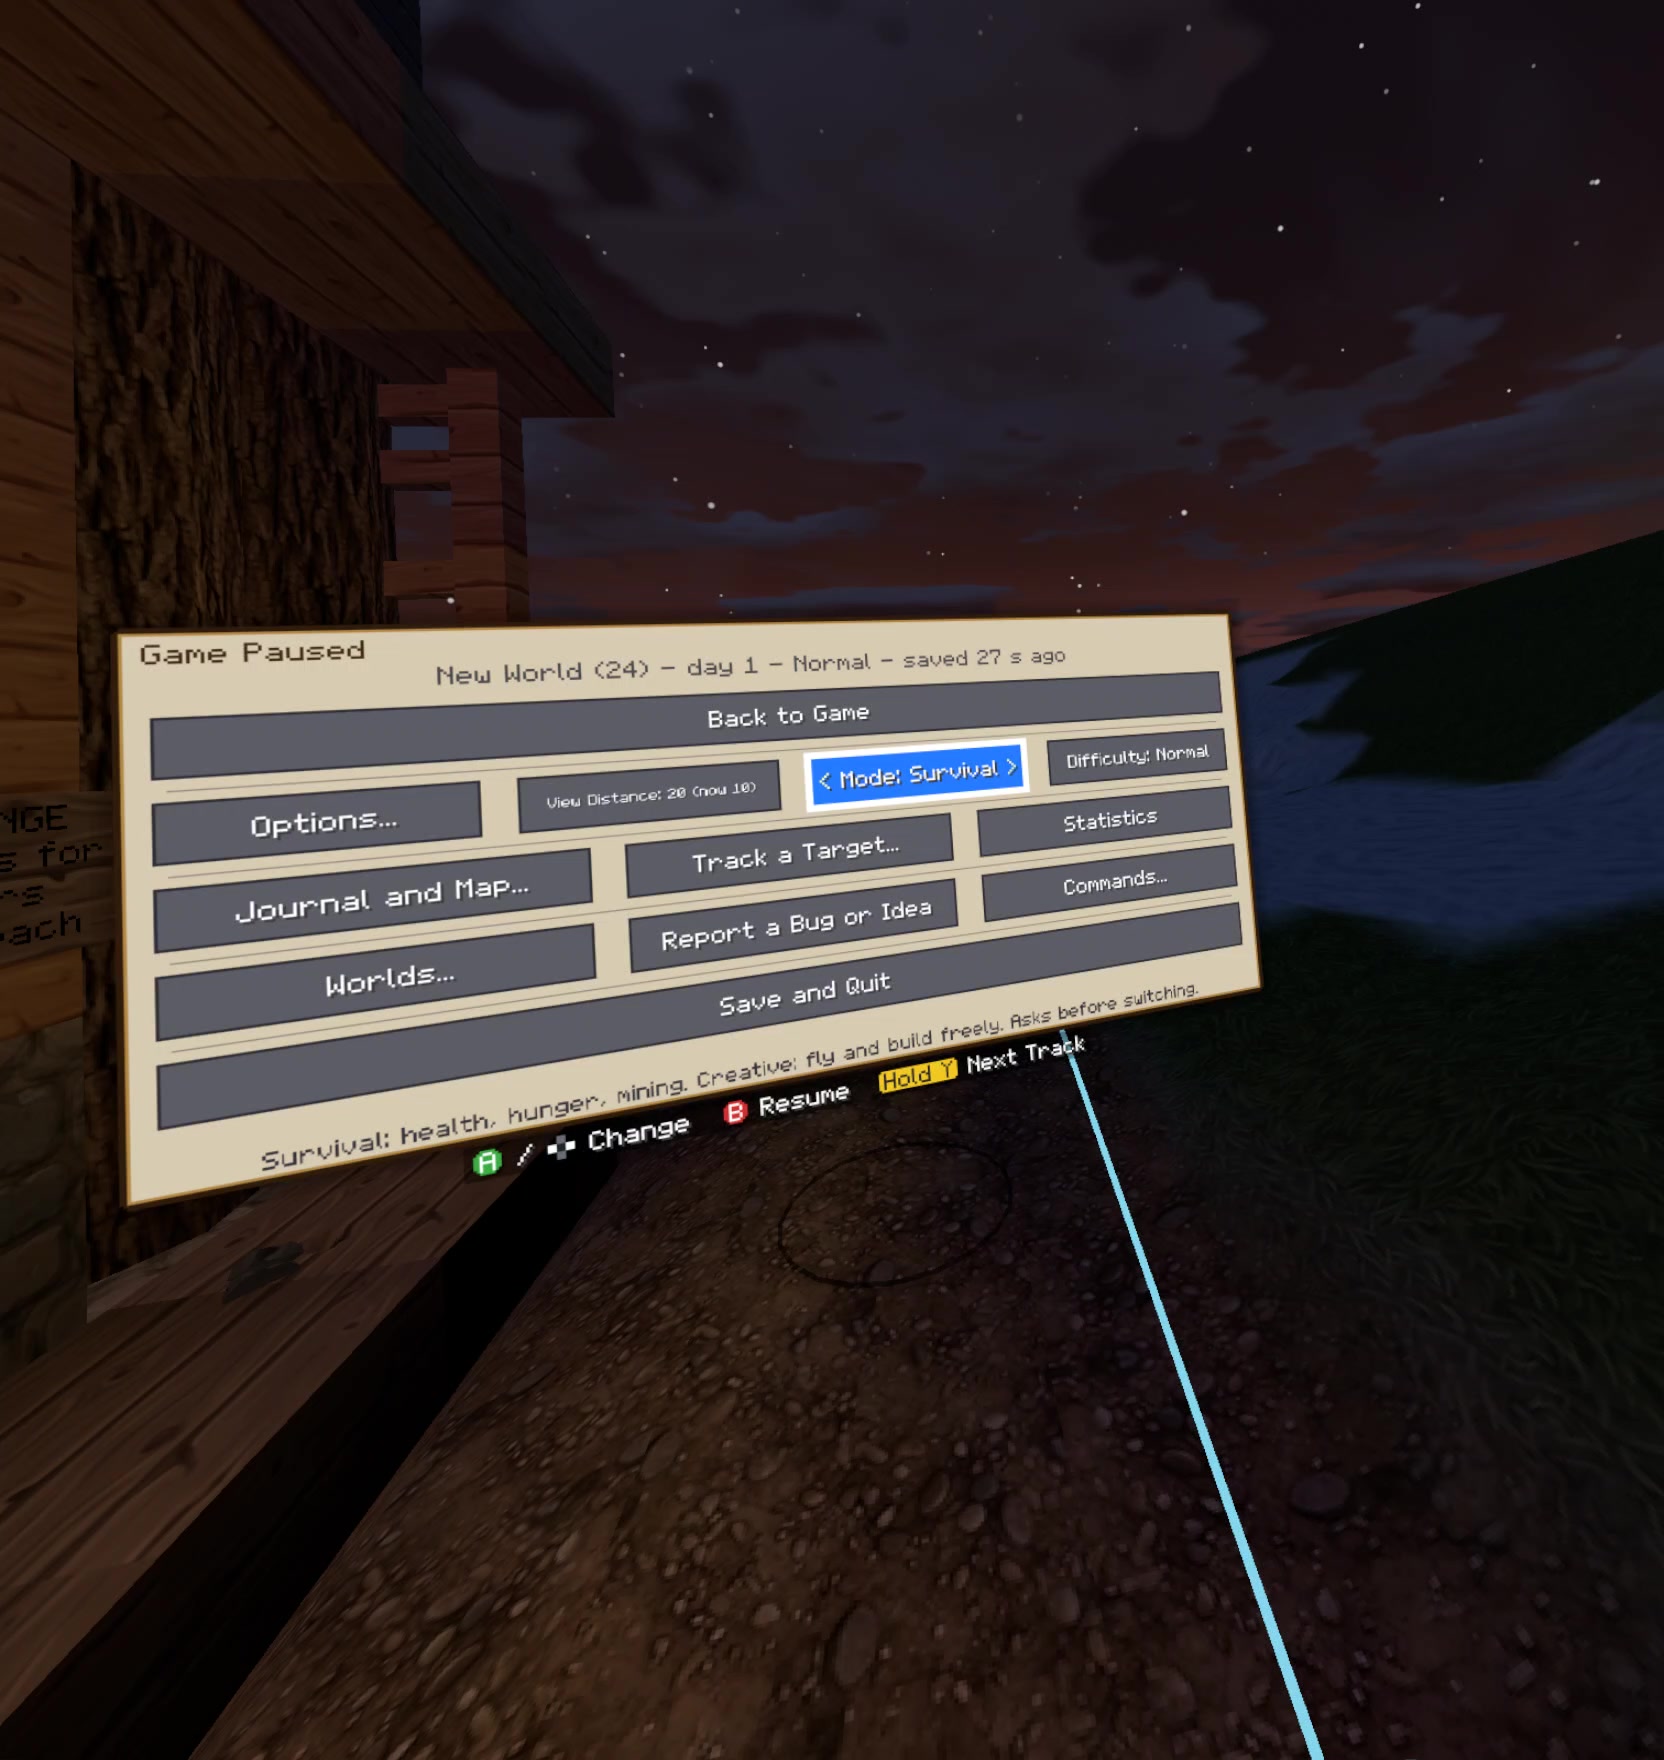 Game Paused
New World (24) – day 1 – Normal – saved 27 s ago
Back to Game
Options...
View Distance: 20 (now 10)
< Mode: Survival >
Difficulty: Normal
Journal and Map...
Track a Target...
Statistics
Worlds...
Report a Bug or Idea
Commands...
Save and Quit
Survival: health, hunger, mining. Creative: fly and build freely. Asks before switching.
A / Change B Resume Hold Y Next Track
for